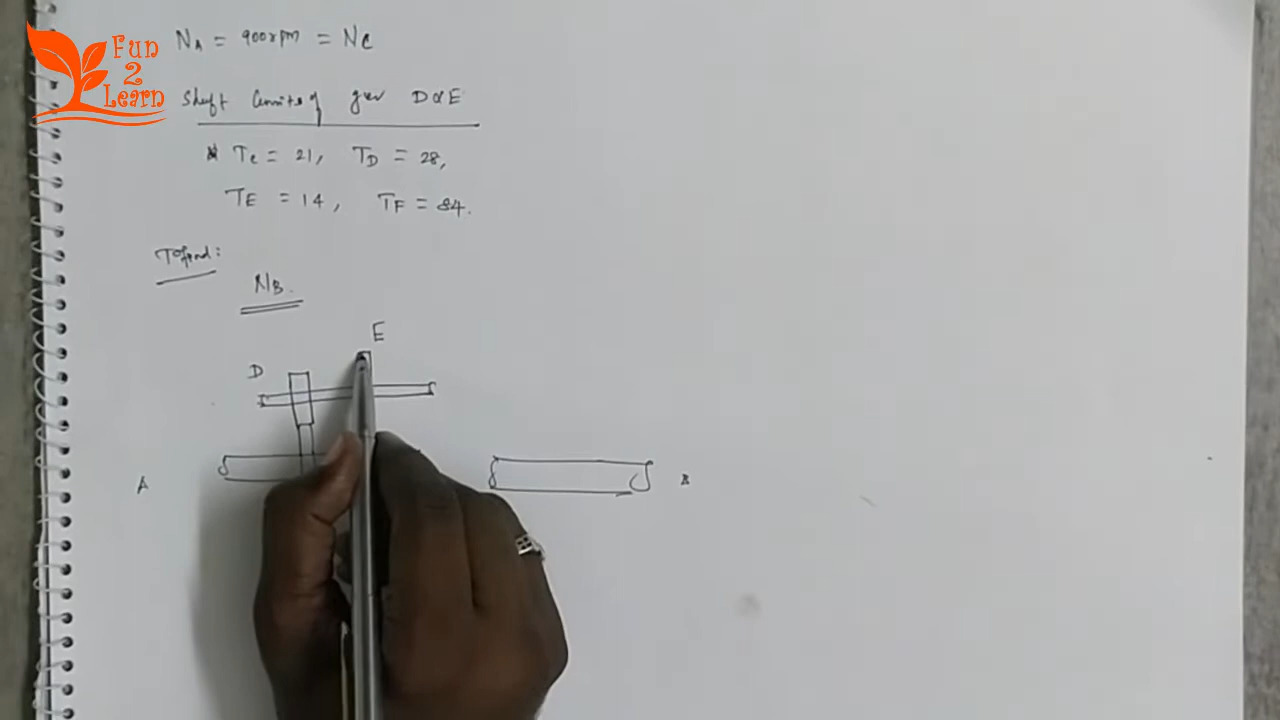 Fun
2
Learn
NA = 900rpm = NC
Shaft gear D & E
TC = 21, TD = 28,
TE = 14, TF = 84.
To find:
NB.
E
D
A
B